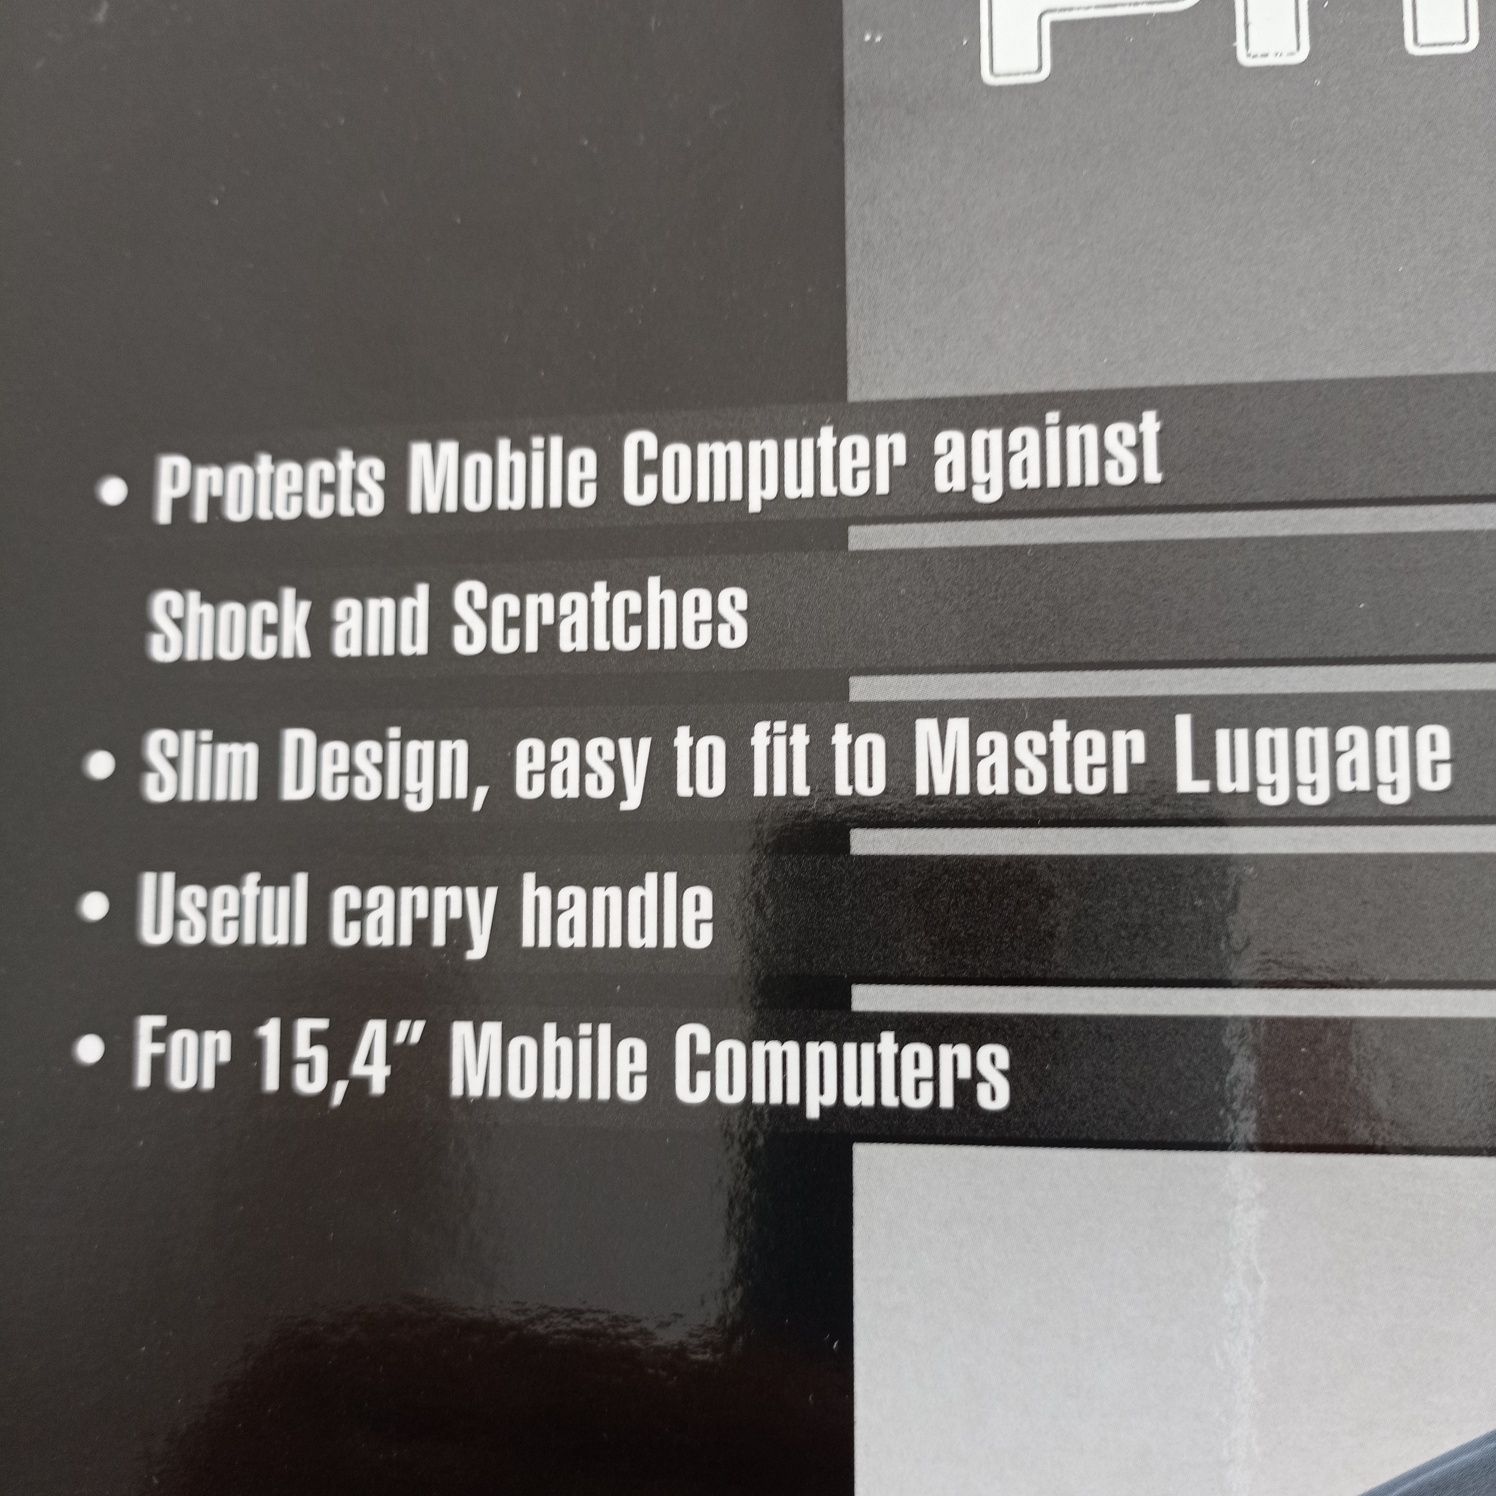 • Protects Mobile Computer against
Shock and Scratches
• Slim Design, easy to fit to Master Luggage
• Useful carry handle
• For 15,4" Mobile Computers